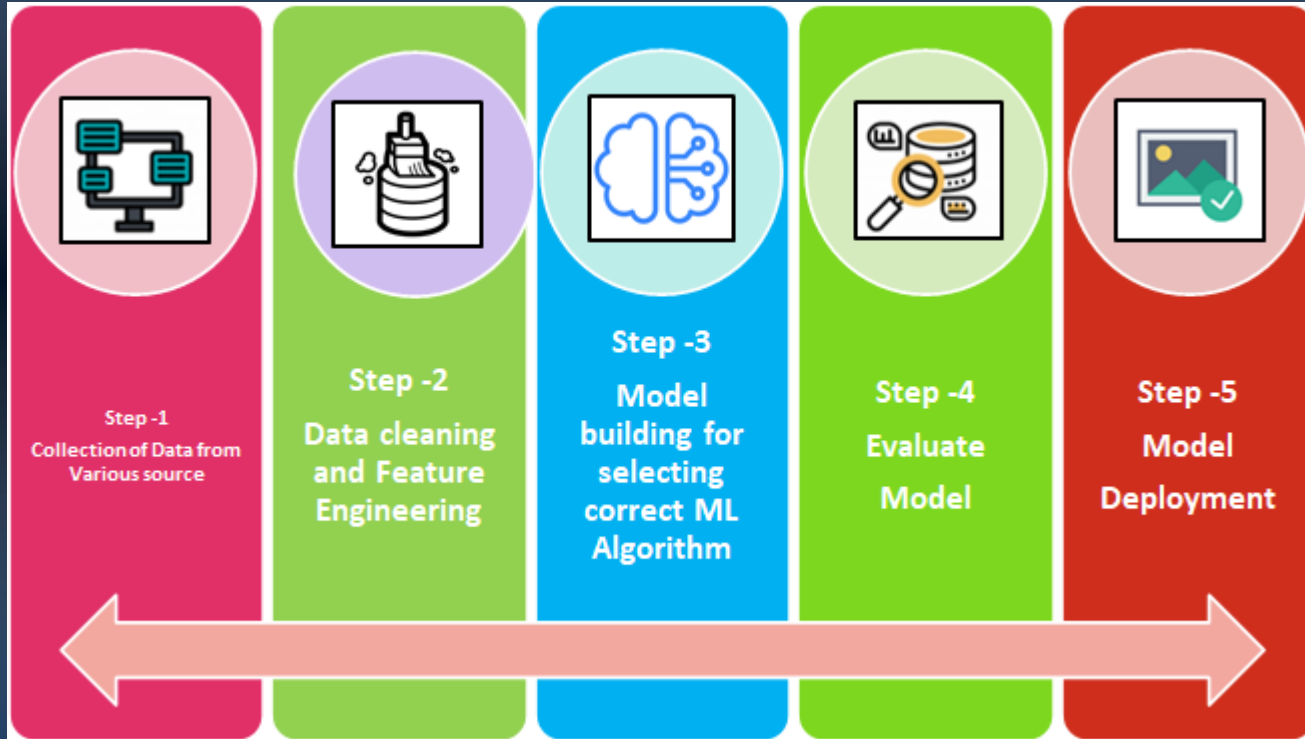 Step -1
Collection of Data from
Various source
Step -2
Data cleaning
and Feature
Engineering
Step -3
Model
building for
selecting
correct ML
Algorithm
Step -4
Evaluate
Model
Step -5
Model
Deployment